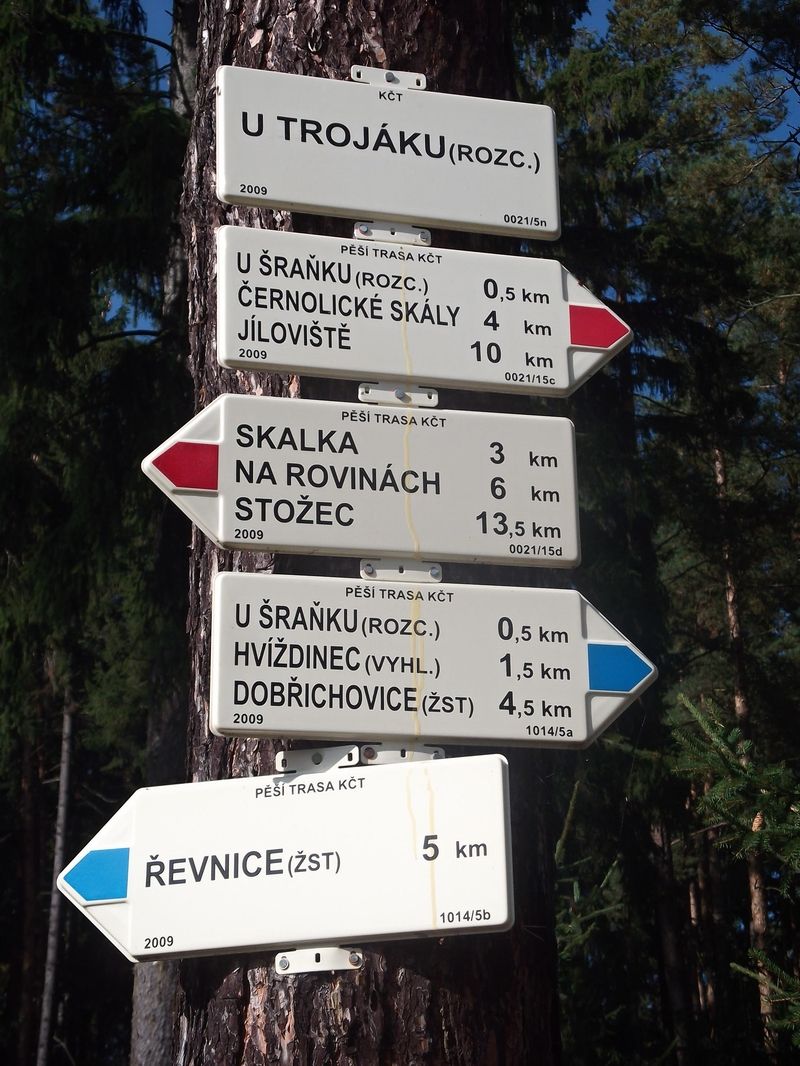 KČT
U TROJÁKU (ROZC.)
2009
0021/5n
PĚŠÍ TRASA KČT
U ŠRAŇKU (ROZC.) 0,5 km
ČERNOLICKÉ SKÁLY 4 km
JÍLOVIŠTĚ 10 km
2009
0021/15c
PĚŠÍ TRASA KČT
SKALKA 3 km
NA ROVINÁCH 6 km
STOŽEC 13,5 km
2009
0021/15d
PĚŠÍ TRASA KČT
U ŠRAŇKU (ROZC.) 0,5 km
HVÍŽDINEC (VYHL.) 1,5 km
DOBŘICHOVICE (ŽST) 4,5 km
2009
1014/5a
PĚŠÍ TRASA KČT
ŘEVNICE (ŽST) 5 km
2009
1014/5b